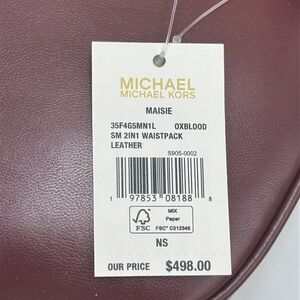 MICHAEL
MICHAEL KORS
MAISIE
35F4G5MN1L OXBLOOD
SM 2IN1 WAISTPACK
LEATHER
S905-0002
1 97853 08188 8
FSC
MIX
Paper
FSC® C012345
NS
OUR PRICE $498.00